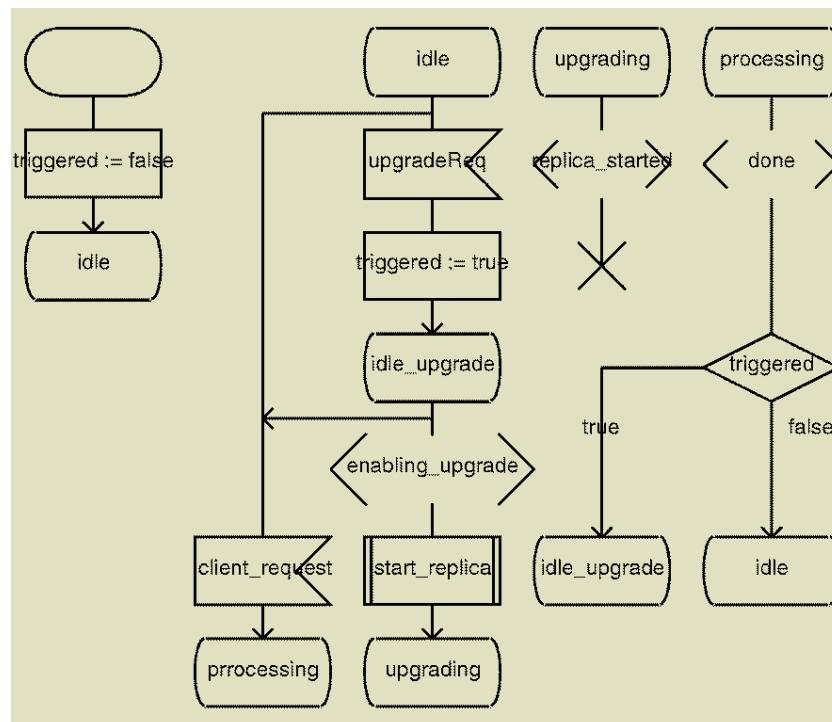 idle
upgrading
processing
triggered := false
upgradeReq
replica_started
done
idle
triggered := true
idle_upgrade
triggered
true
false
enabling_upgrade
client_request
start_replica
idle_upgrade
idle
prrocessing
upgrading